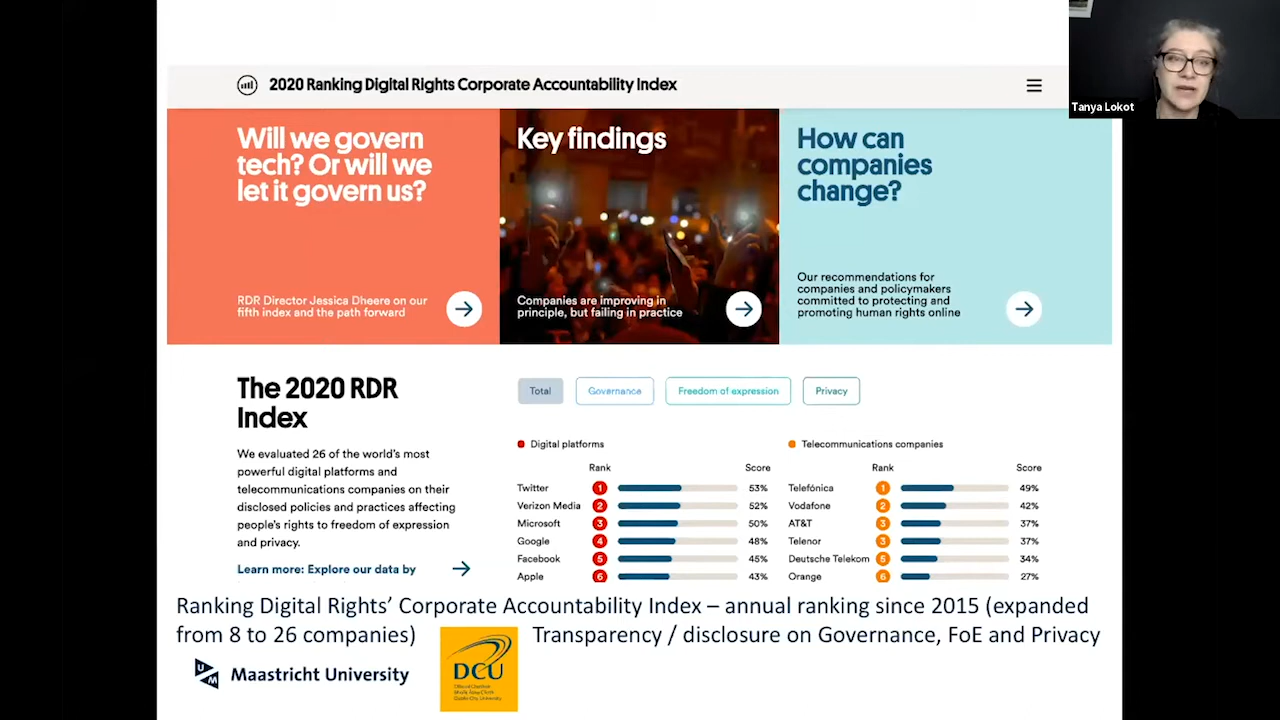 2020 Ranking Digital Rights Corporate Accountability Index
Tanya Lokot
Will we govern
tech? Or will we
let it govern us?
RDR Director Jessica Dheere on our
fifth index and the path forward
Key findings
Companies are improving in
principle, but failing in practice
How can
companies
change?
Our recommendations for
companies and policymakers
committed to protecting and
promoting human rights online
The 2020 RDR
Index
We evaluated 26 of the world's most
powerful digital platforms and
telecommunications companies on their
disclosed policies and practices affecting
people's rights to freedom of expression
and privacy.
Learn more: Explore our data by
Total Governance Freedom of expression Privacy
Digital platforms
Rank Score
Twitter 1 53%
Verizon Media 2 52%
Microsoft 3 50%
Google 4 48%
Facebook 5 45%
Apple 6 43%
Telecommunications companies
Rank Score
Telefónica 1 49%
Vodafone 2 42%
AT&T 3 37%
Telenor 3 37%
Deutsche Telekom 5 34%
Orange 6 27%
Ranking Digital Rights' Corporate Accountability Index – annual ranking since 2015 (expanded
from 8 to 26 companies) Transparency / disclosure on Governance, FoE and Privacy
UM Maastricht University
DCU